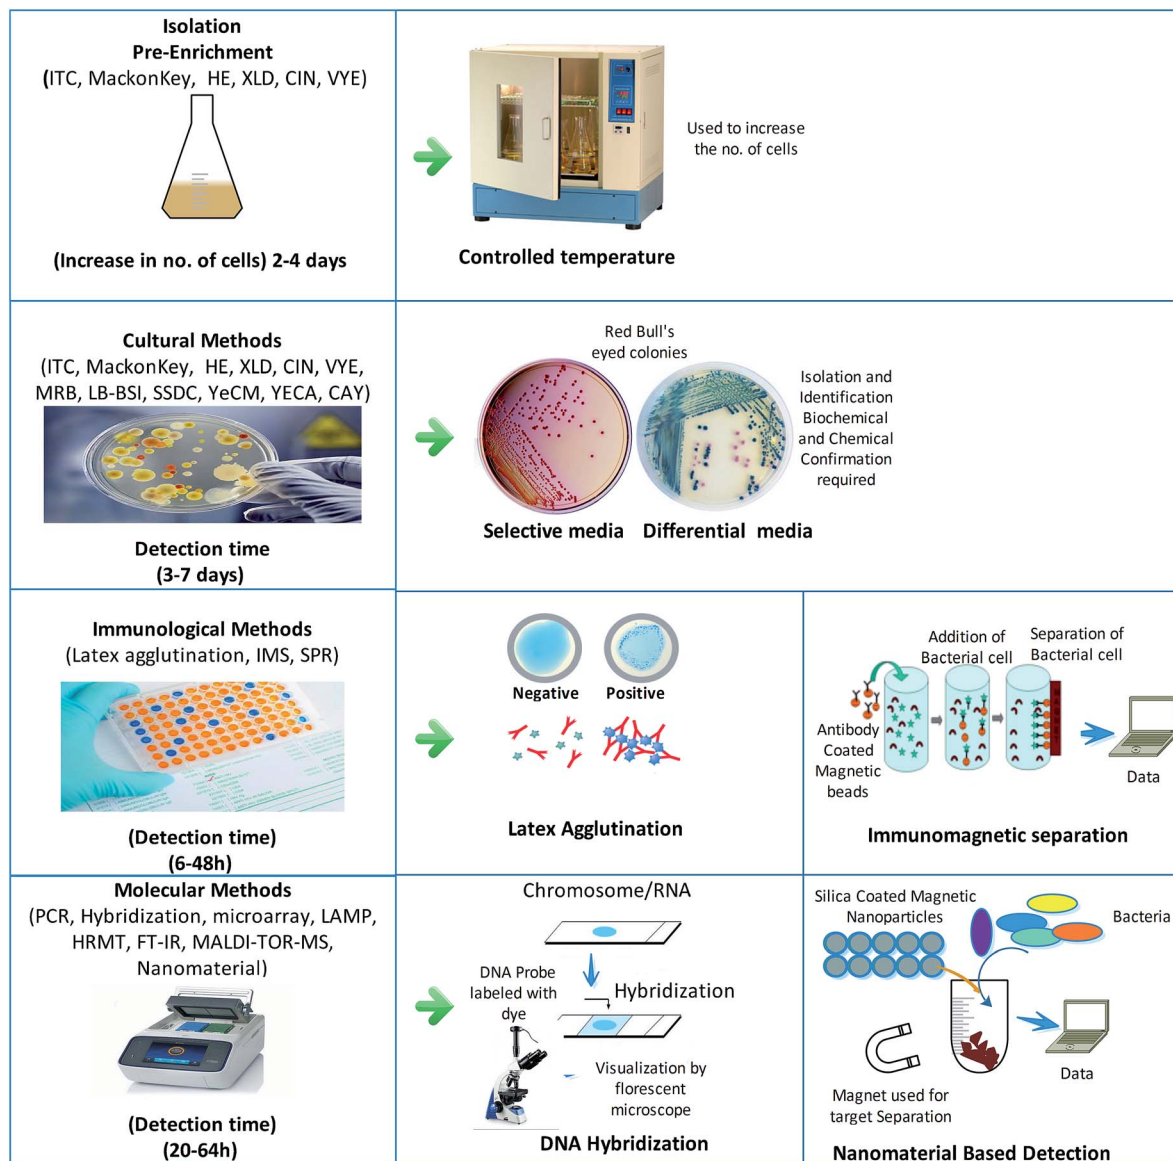 Isolation
Pre-Enrichment
(ITC, MackonKey, HE, XLD, CIN, VYE)
(Increase in no. of cells) 2-4 days
Used to increase
the no. of cells
Controlled temperature
Cultural Methods
(ITC, MackonKey, HE, XLD, CIN, VYE,
MRB, LB-BSI, SSDC, YeCM, YECA, CAY)
Detection time
(3-7 days)
Red Bull's
eyed colonies
Isolation and
Identification
Biochemical
and Chemical
Confirmation
required
Selective media
Differential media
Immunological Methods
(Latex agglutination, IMS, SPR)
(Detection time)
(6-48h)
Negative
Positive
Latex Agglutination
Addition of
Bacterial cell
Separation of
Bacterial cell
Antibody
Coated
Magnetic
beads
MAGNET
Data
Immunomagnetic separation
Molecular Methods
(PCR, Hybridization, microarray, LAMP,
HRMT, FT-IR, MALDI-TOR-MS,
Nanomaterial)
(Detection time)
(20-64h)
Chromosome/RNA
DNA Probe
labeled with
dye
Hybridization
Visualization by
florescent
microscope
DNA Hybridization
Silica Coated Magnetic
Nanoparticles
Bacteria
Data
Magnet used for
target Separation
Nanomaterial Based Detection